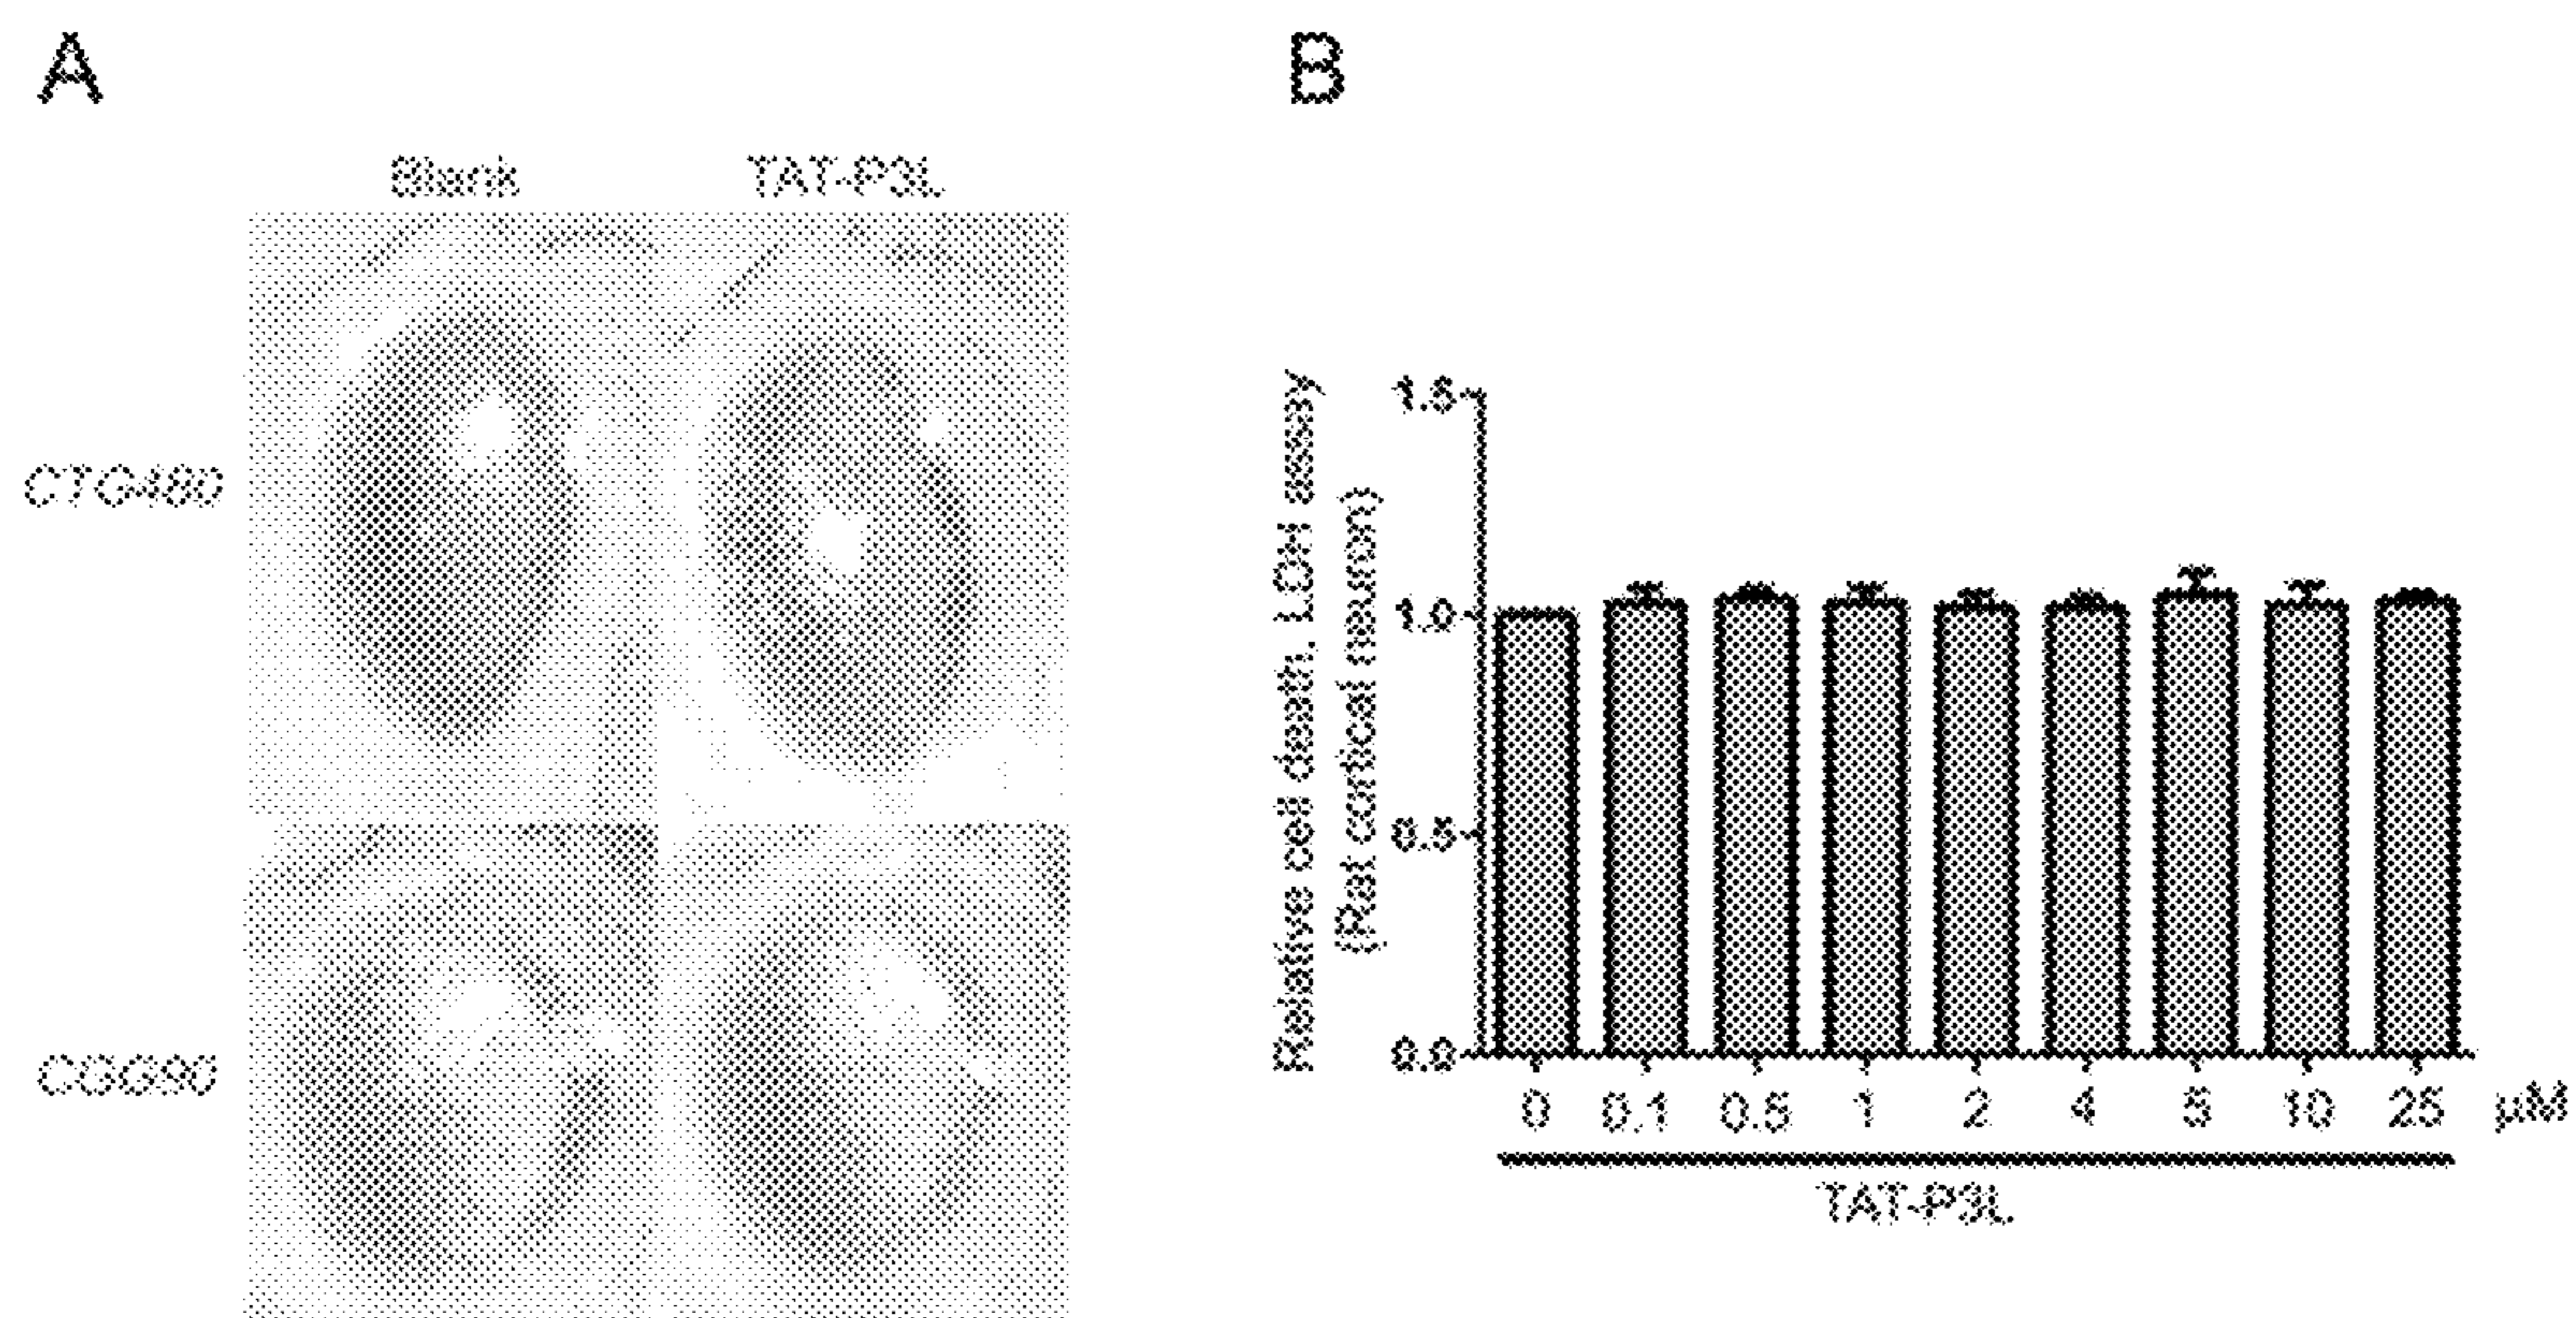 A
B
Blank
TAT-P3L
CTG480
CGG90
Relative cell death, LDH assay
(Rat cortical neuron)
1.5
1.0
0.5
0.0
0 0.1 0.5 1 2 4 10 25 µM
TAT-P3L